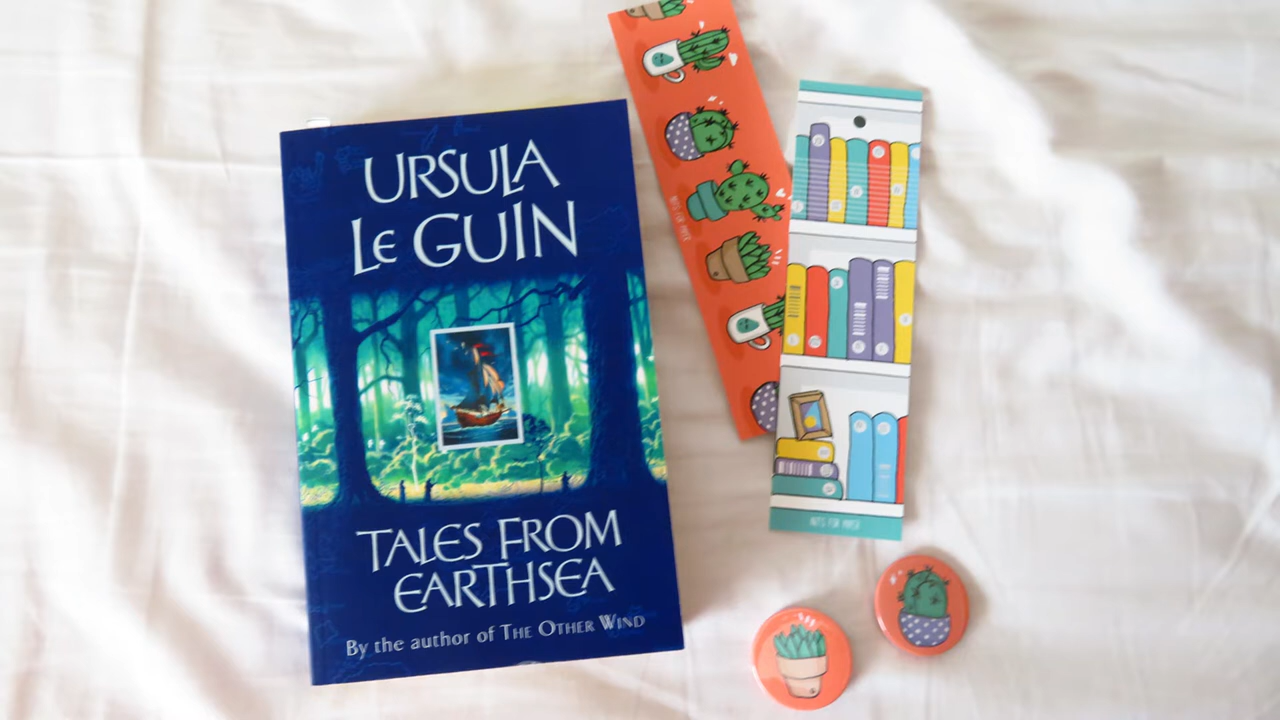 URSULA
LE GUIN
TALES FROM
EARTHSEA
By the author of THE OTHER WIND